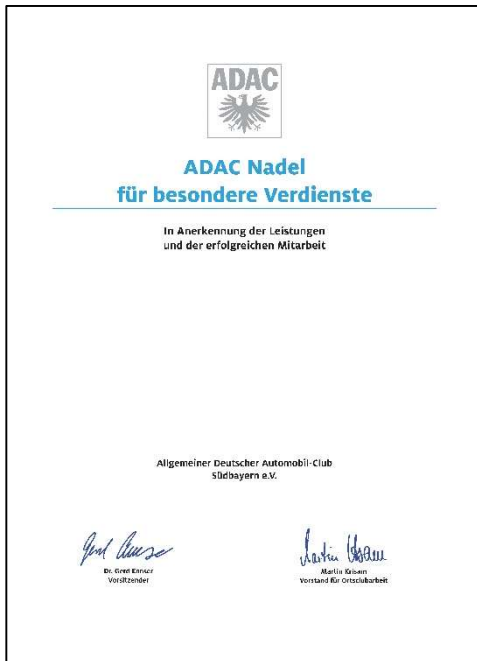 ADAC
ADAC Nadel
für besondere Verdienste
In Anerkennung der Leistungen
und der erfolgreichen Mitarbeit
Allgemeiner Deutscher Automobil-Club
Südbayern e.V.
Dr. Gerd Ennser
Vorsitzender
Martin Krisam
Vorstand für Ortsclubarbeit